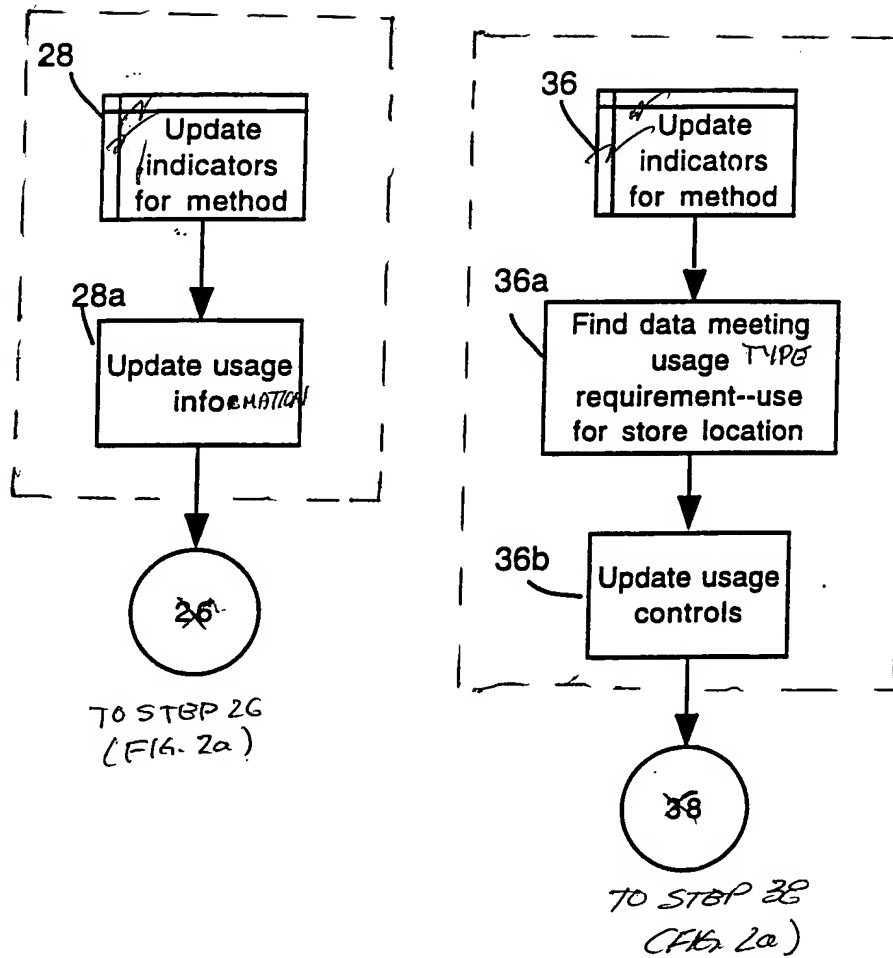 28
Update
indicators
for method
28a
Update usage
information
26
TO STEP 26
(FIG. 2a)
36
Update
indicators
for method
36a
Find data meeting
usage TYPE
requirement--use
for store location
36b
Update usage
controls
38
TO STEP 38
(FIG. 2a)